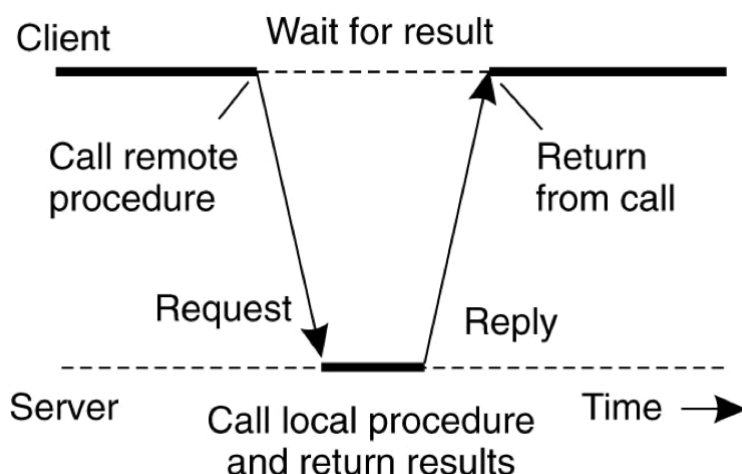 Client
Wait for result
Call remote
procedure
Return
from call
Request
Reply
Server
Call local procedure
and return results
Time